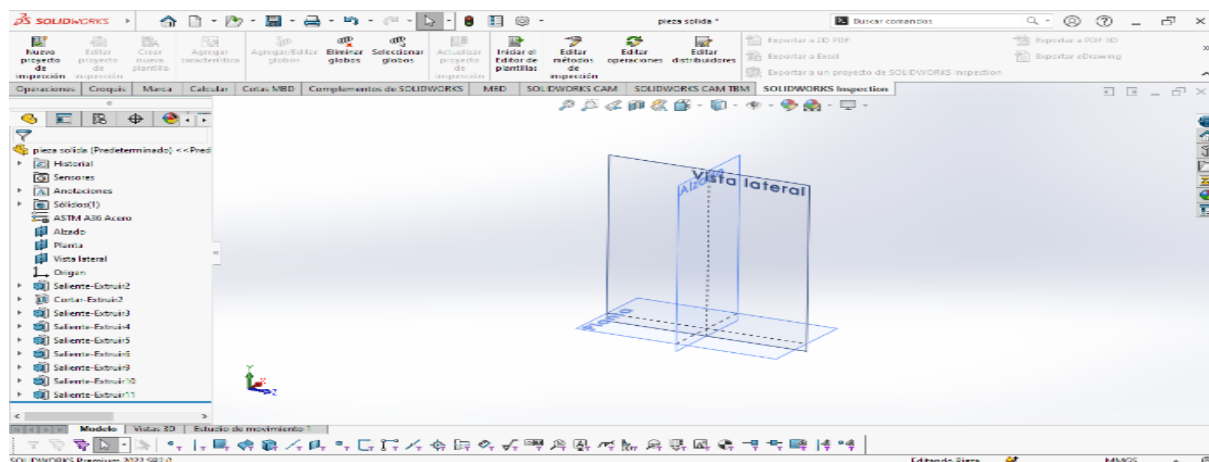 SOLIDWORKS
pieza solida *
Buscar comandos
Nuevo proyecto de inspección
Editar proyecto de inspección
Crear nueva plantilla
Agregar característica
Agregar/Editar globos
Eliminar globos
Seleccionar globos
Actualizar proyecto de inspección
Iniciar el Editor de plantillas
Editar métodos de inspección
Editar operaciones
Editar distribuidores
Exportar a 2D PDF
Exportar a Excel
Exportar a un proyecto de SOLIDWORKS Inspection
Exportar a PDF 3D
Exportar eDrawing
Operaciones
Croquis
Marca
Calcular
Cotas MBD
Complementos de SOLIDWORKS
MBD
SOLIDWORKS CAM
SOLIDWORKS CAM TBM
SOLIDWORKS Inspection
pieza solida (Predeterminado) <<Pred
Historial
Sensores
Anotaciones
Sólidos(1)
ASTM A36 Acero
Alzado
Planta
Vista lateral
Origen
Saliente-Extruir2
Cortar-Extruir2
Saliente-Extruir3
Saliente-Extruir4
Saliente-Extruir5
Saliente-Extruir6
Saliente-Extruir9
Saliente-Extruir10
Saliente-Extruir11
Vista lateral
Planta
Y
Z
Modelo
Vistas 3D
Estudio de movimiento 1
SOLIDWORKS Premium 2022 SP2.0
Editando Pieza
MMGS